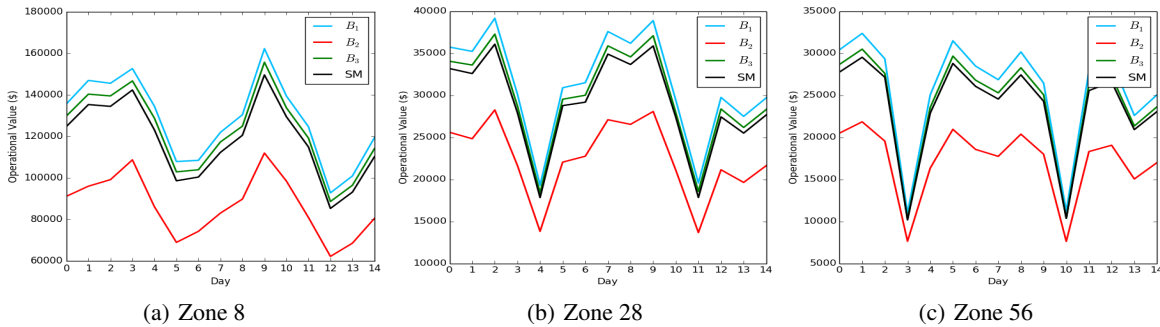 Operational Value ($)
180000
160000
140000
120000
100000
80000
60000
0 1 2 3 4 5 6 7 8 9 10 11 12 13 14
Day
B₁
B₂
B₃
SM
(a) Zone 8
Operational Value ($)
40000
35000
30000
25000
20000
15000
10000
0 1 2 3 4 5 6 7 8 9 10 11 12 13 14
Day
B₁
B₂
B₃
SM
(b) Zone 28
Operational Value ($)
35000
30000
25000
20000
15000
10000
5000
0 1 2 3 4 5 6 7 8 9 10 11 12 13 14
Day
B₁
B₂
B₃
SM
(c) Zone 56